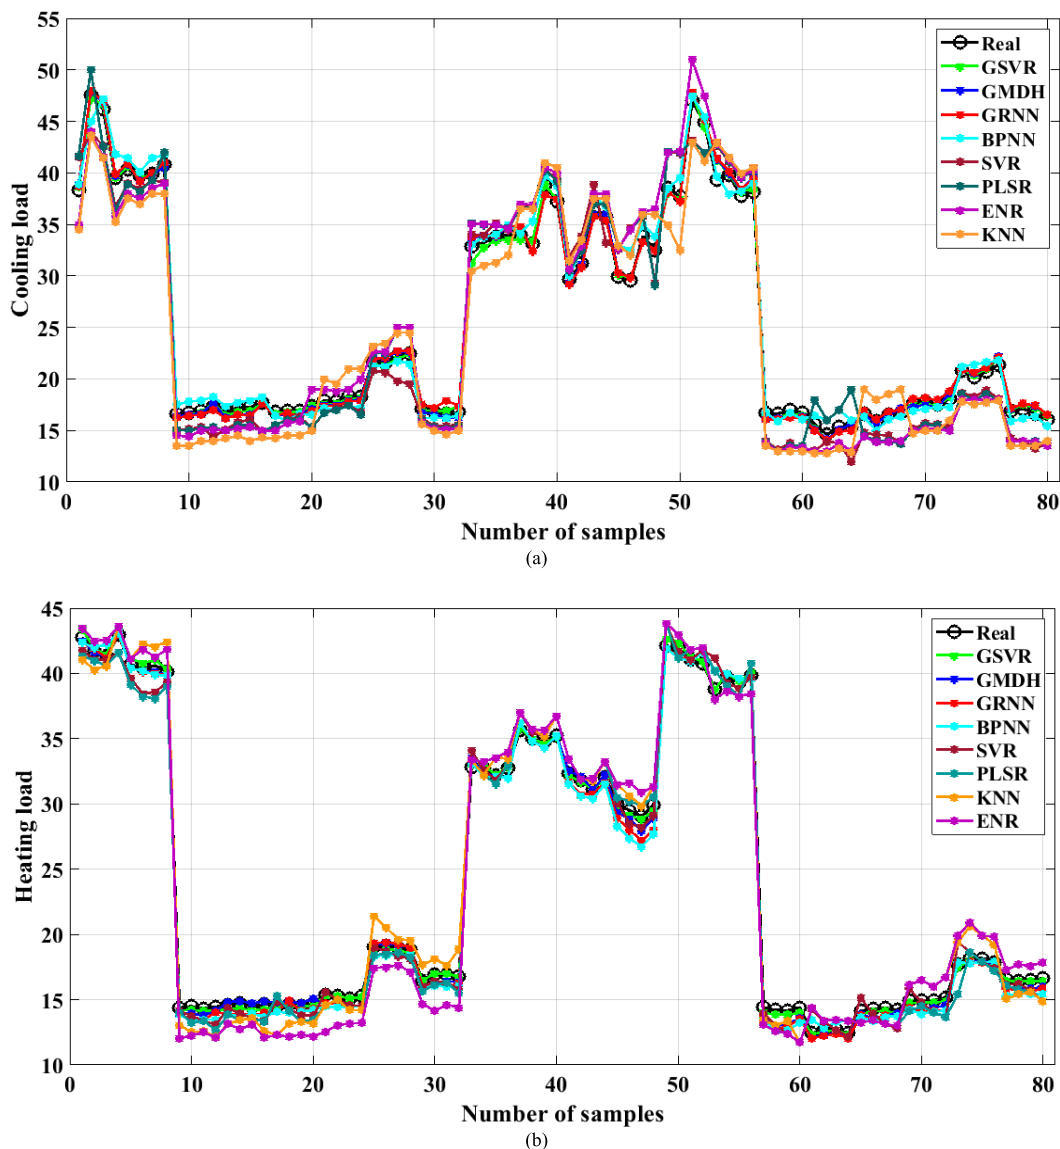 55
50
45
40
35
30
25
20
15
10
Cooling load
Real
GSVR
GMDH
GRNN
BPNN
SVR
PLSR
ENR
KNN
0 10 20 30 40 50 60 70 80
Number of samples
(a)
45
40
35
30
25
20
15
10
Heating load
Real
GSVR
GMDH
GRNN
BPNN
SVR
PLSR
KNN
ENR
0 10 20 30 40 50 60 70 80
Number of samples
(b)